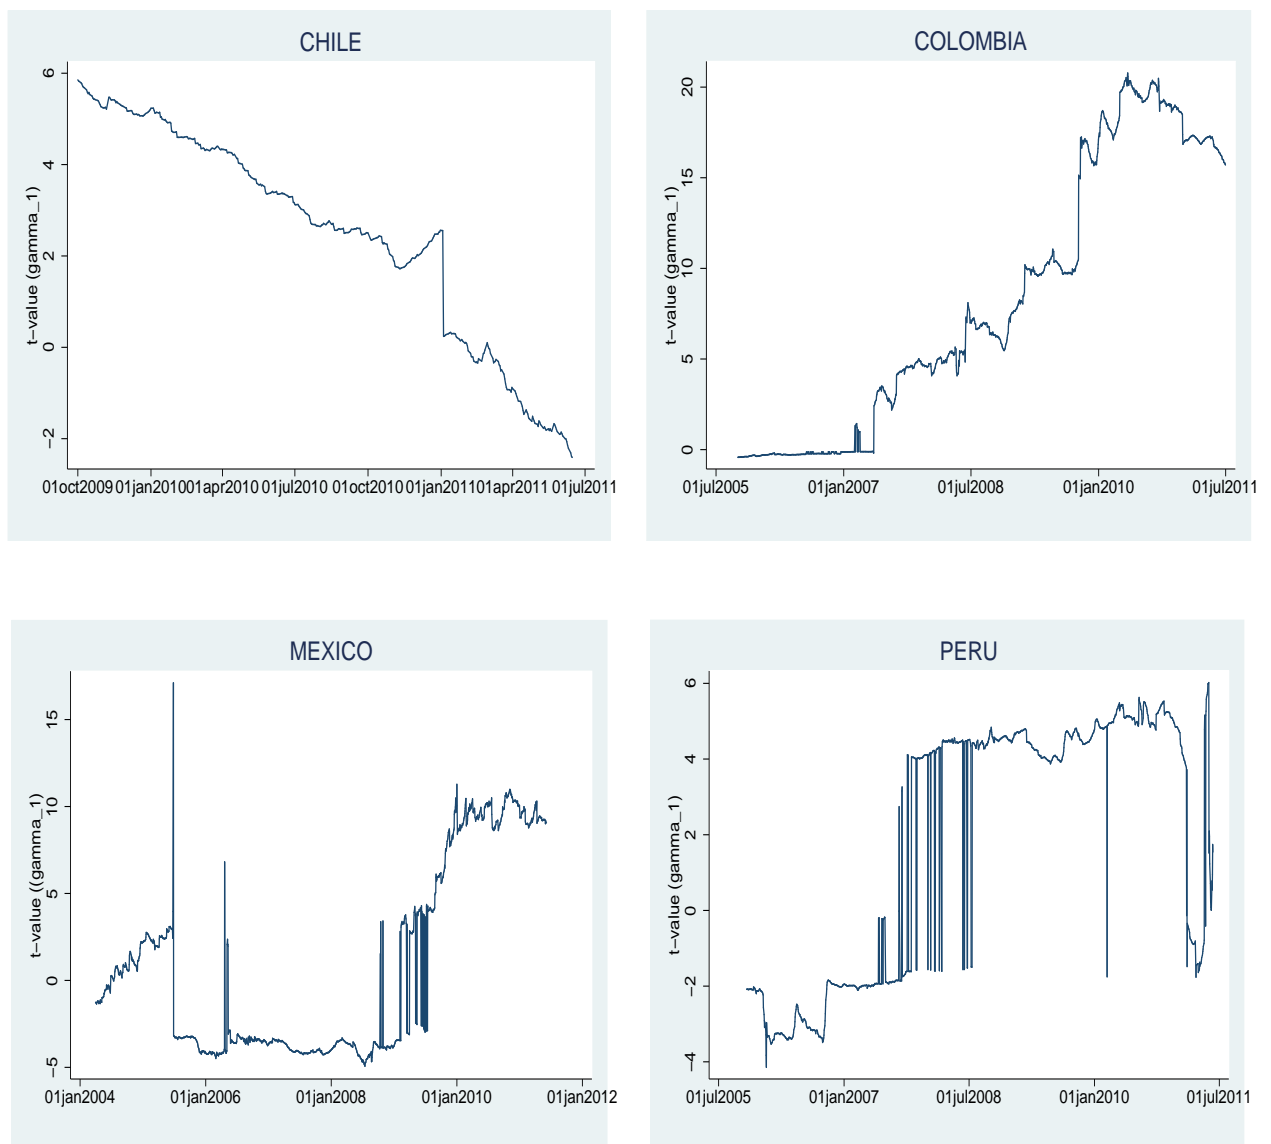 CHILE
t−value (gamma_1)
6
4
2
0
−2
01oct2009 01jan2010 01apr2010 01jul2010 01oct2010 01jan2011 01apr2011 01jul2011
COLOMBIA
t−value (gamma_1)
20
15
10
5
0
01jul2005 01jan2007 01jul2008 01jan2010 01jul2011
MEXICO
t−value ((gamma_1)
15
10
5
0
−5
01jan2004 01jan2006 01jan2008 01jan2010 01jan2012
PERU
t−value (gamma_1)
6
4
2
0
−2
−4
01jul2005 01jan2007 01jul2008 01jan2010 01jul2011